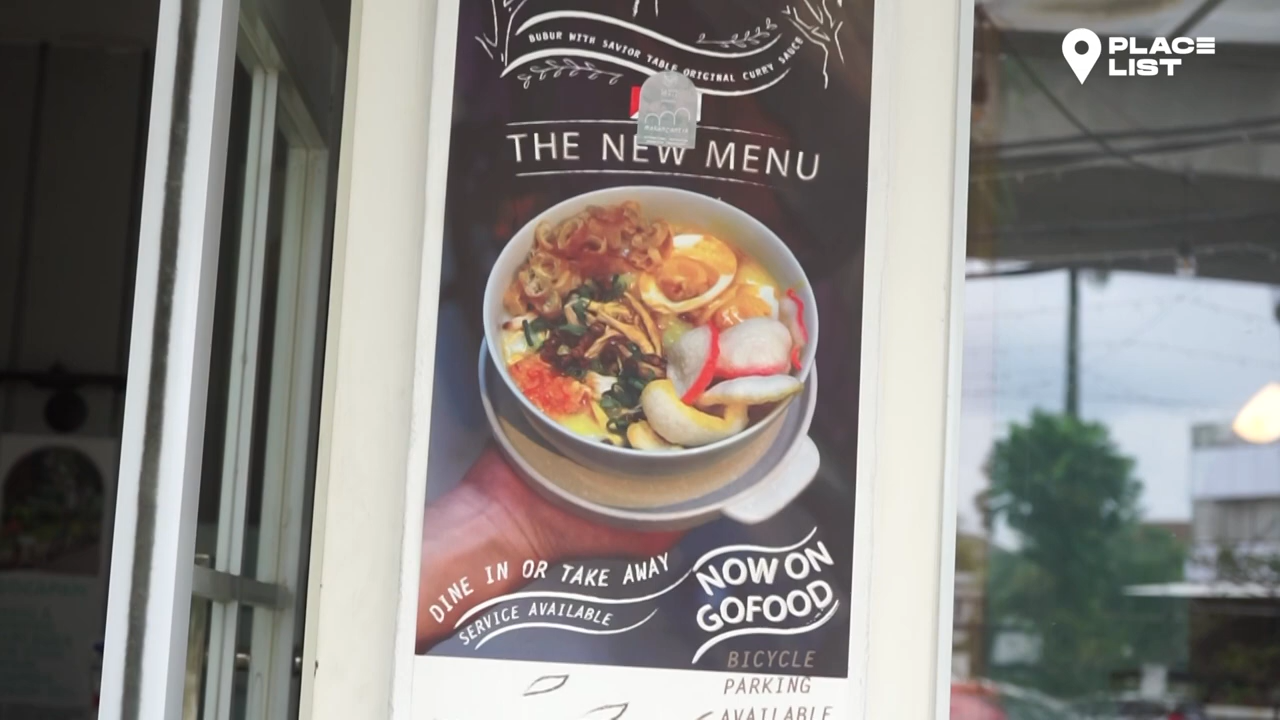 PLACE
LIST
BUBUR WITH SAVIOR TABLE ORIGINAL CURRY SAUCE
THE NEW MENU
DINE IN OR TAKE AWAY
SERVICE AVAILABLE
NOW ON
GOFOOD
BICYCLE
PARKING
AVAILABLE